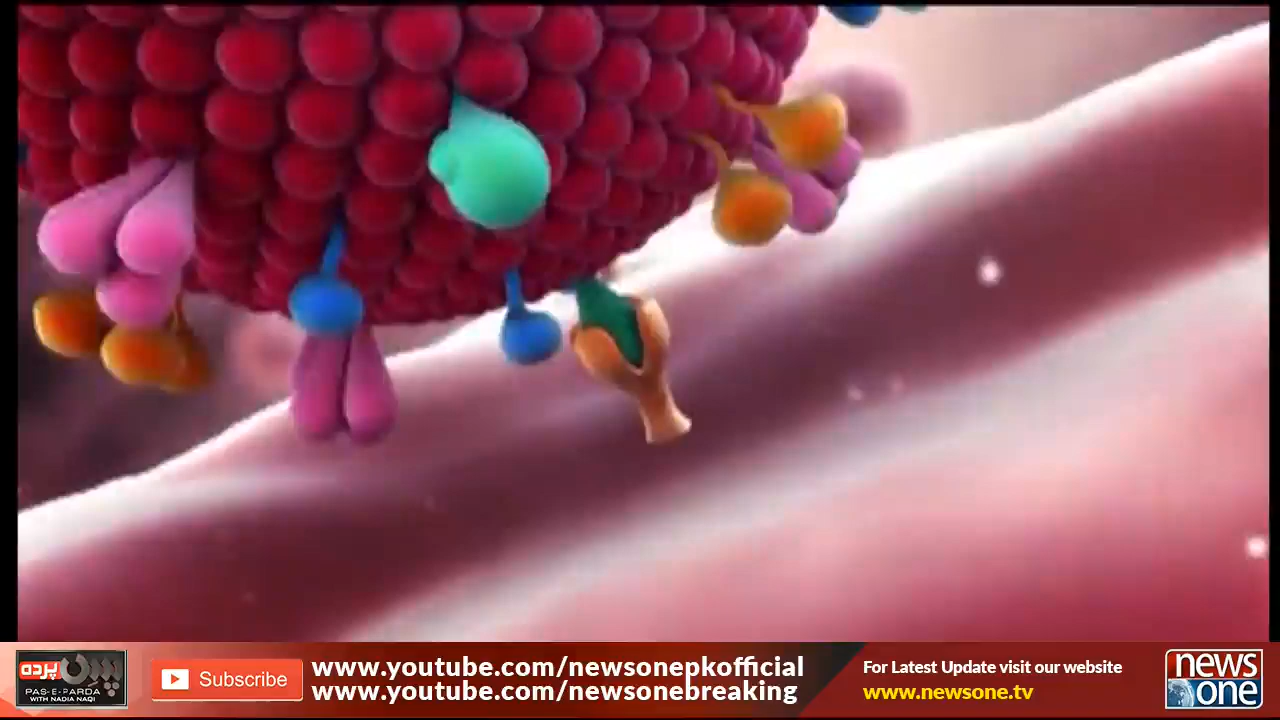 پس پردہ
PAS-E-PARDA
WITH NADIA NAQI
Subscribe
www.youtube.com/newsonepkofficial
www.youtube.com/newsonebreaking
For Latest Update visit our website
www.newsone.tv
news
one